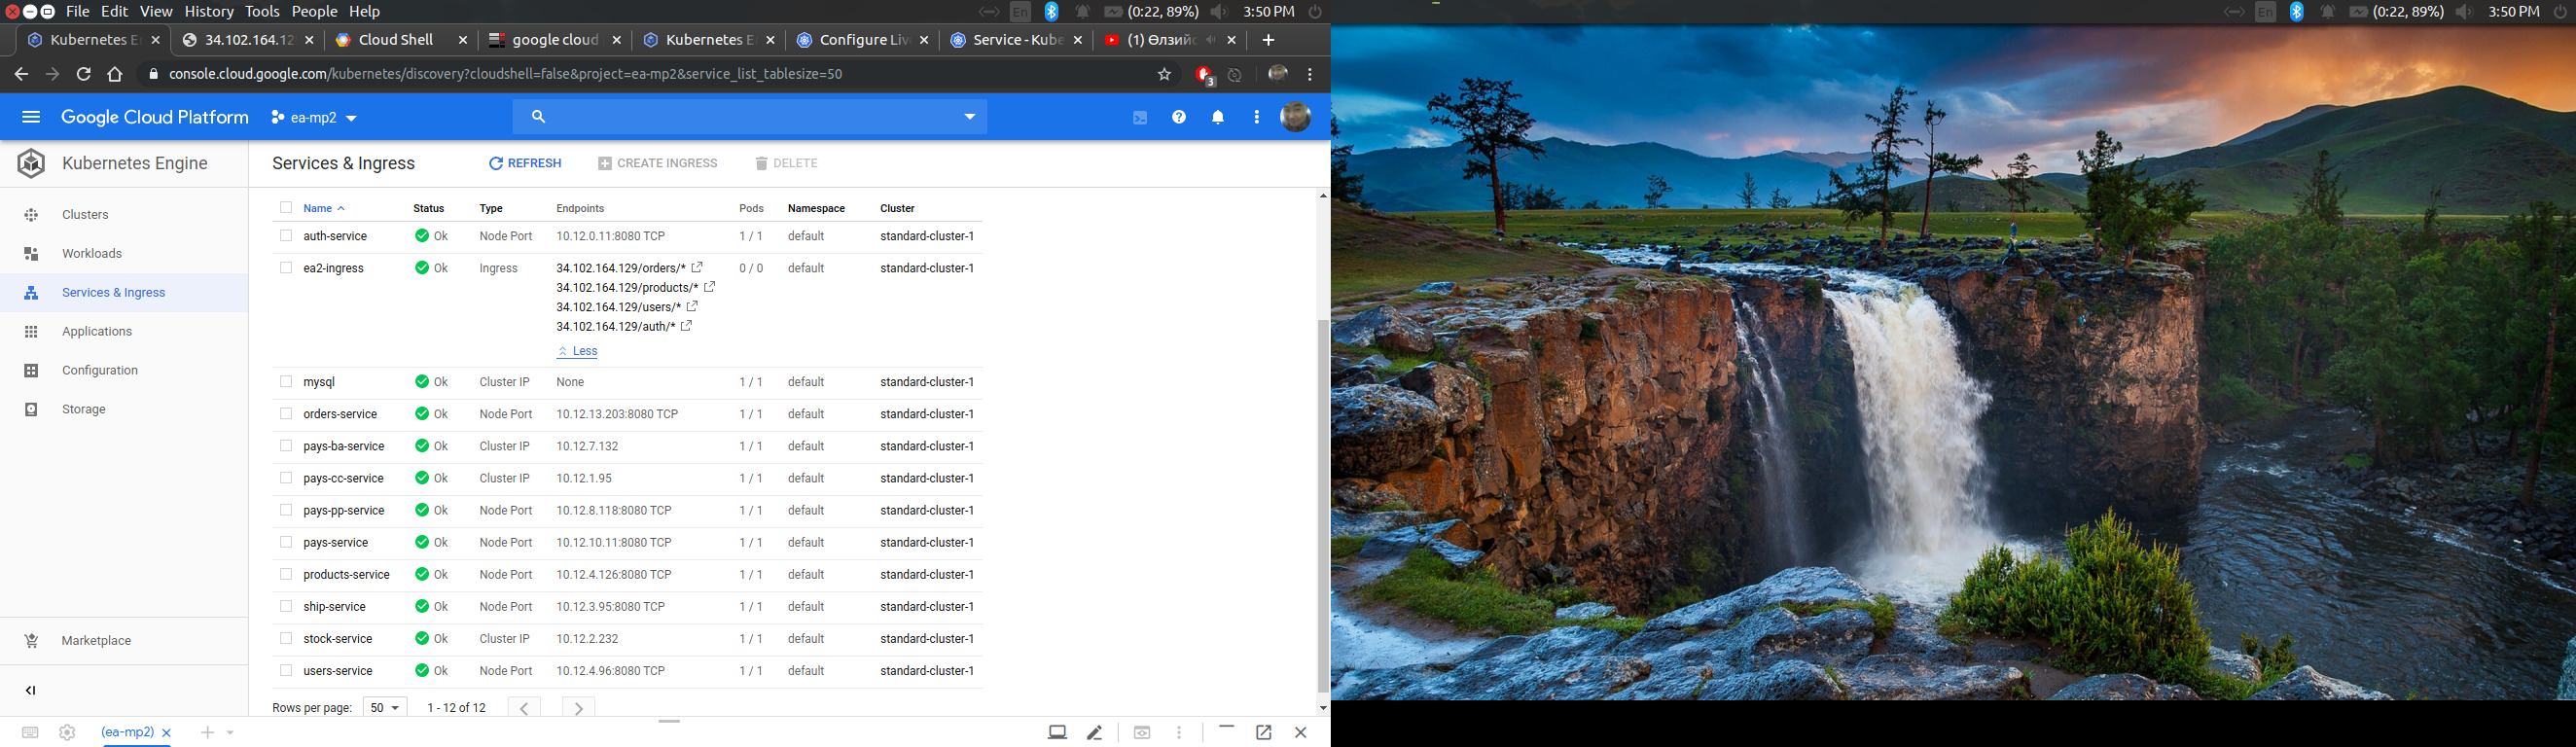 File Edit View History Tools People Help
En (0:22, 89%) 3:50 PM
En (0:22, 89%) 3:50 PM
Kubernetes E 34.102.164.12 Cloud Shell google cloud Kubernetes E Configure Liv Service - Kube (1) Өлзий
console.cloud.google.com/kubernetes/discovery?cloudshell=false&project=ea-mp2&service_list_tablesize=50
3
Google Cloud Platform ea-mp2
Kubernetes Engine
Services & Ingress REFRESH CREATE INGRESS DELETE
Clusters
Workloads
Services & Ingress
Applications
Configuration
Storage
Marketplace
Name Status Type Endpoints Pods Namespace Cluster
auth-service Ok Node Port 10.12.0.11:8080 TCP 1 / 1 default standard-cluster-1
ea2-ingress Ok Ingress 34.102.164.129/orders/* 0 / 0 default standard-cluster-1
34.102.164.129/products/*
34.102.164.129/users/*
34.102.164.129/auth/*
Less
mysql Ok Cluster IP None 1 / 1 default standard-cluster-1
orders-service Ok Node Port 10.12.13.203:8080 TCP 1 / 1 default standard-cluster-1
pays-ba-service Ok Cluster IP 10.12.7.132 1 / 1 default standard-cluster-1
pays-cc-service Ok Cluster IP 10.12.1.95 1 / 1 default standard-cluster-1
pays-pp-service Ok Node Port 10.12.8.118:8080 TCP 1 / 1 default standard-cluster-1
pays-service Ok Node Port 10.12.10.11:8080 TCP 1 / 1 default standard-cluster-1
products-service Ok Node Port 10.12.4.126:8080 TCP 1 / 1 default standard-cluster-1
ship-service Ok Node Port 10.12.3.95:8080 TCP 1 / 1 default standard-cluster-1
stock-service Ok Cluster IP 10.12.2.232 1 / 1 default standard-cluster-1
users-service Ok Node Port 10.12.4.96:8080 TCP 1 / 1 default standard-cluster-1
Rows per page: 50 1 - 12 of 12
(ea-mp2)